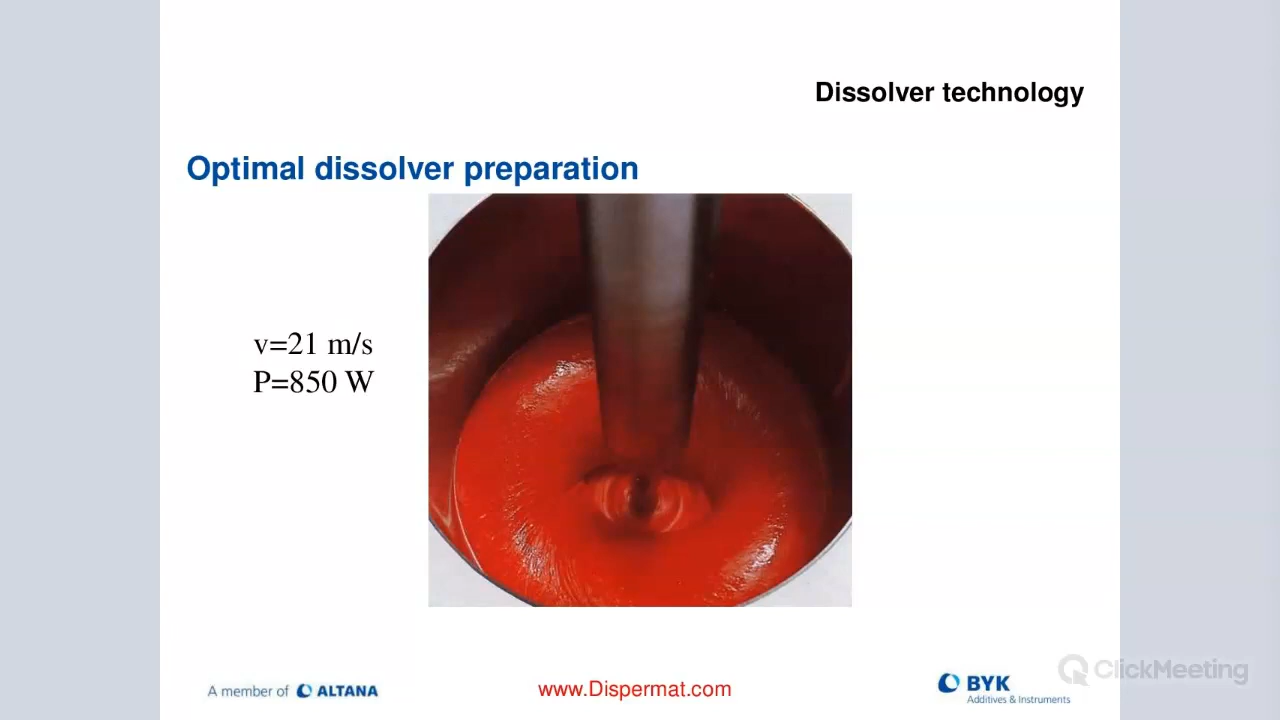 Dissolver technology
Optimal dissolver preparation
v=21 m/s
P=850 W
A member of ALTANA
www.Dispermat.com
BYK
Additives & Instruments
ClickMeeting